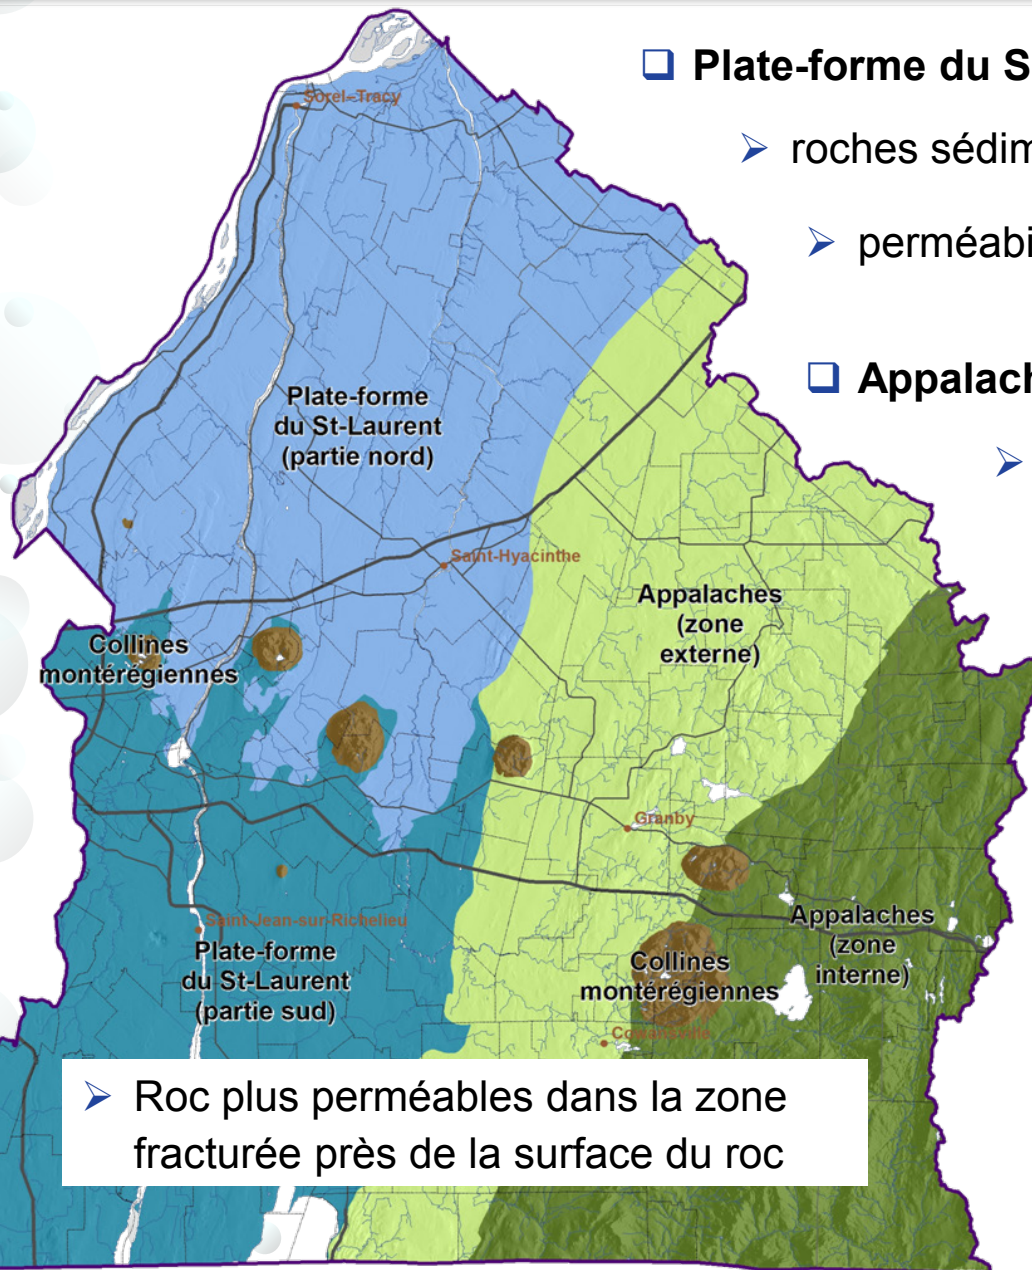 ❑ Plate-forme du S
➢ roches sédim
➢ perméabi
❑ Appalach
➢
Sorel-Tracy
Plate-forme
du St-Laurent
(partie nord)
Saint-Hyacinthe
Appalaches
(zone
externe)
Collines
montérégiennes
Granby
Saint-Jean-sur-Richelieu
Plate-forme
du St-Laurent
(partie sud)
Appalaches
(zone
interne)
Collines
montérégiennes
Cowansville
➢ Roc plus perméables dans la zone
fracturée près de la surface du roc